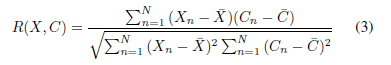 R(X, C) = \frac{\sum_{n=1}^{N} (X_n - \bar{X})(C_n - \bar{C})}{\sqrt{\sum_{n=1}^{N} (X_n - \bar{X})^2 \sum_{n=1}^{N} (C_n - \bar{C})^2}} (3)